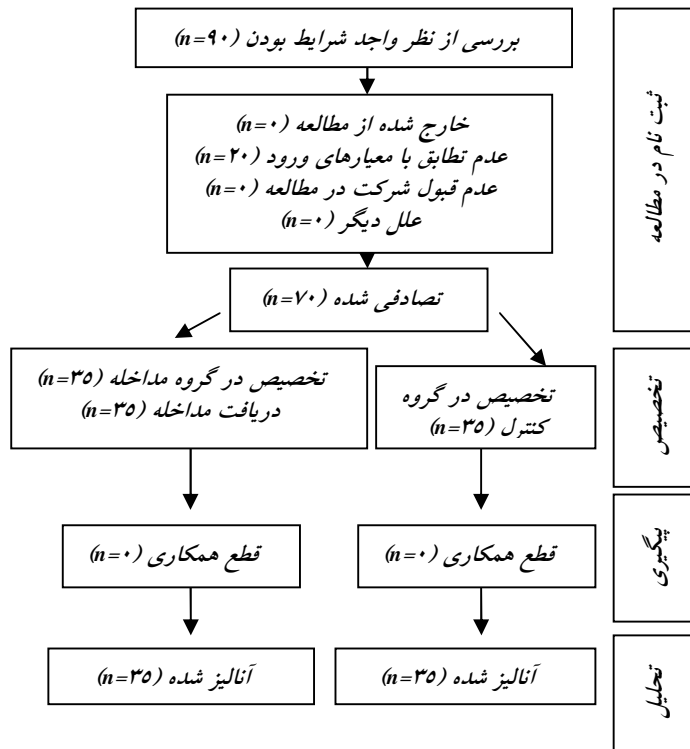 بررسی از نظر واجد شرایط بودن (n=۹۰)
ثبت نام در مطالعه
خارج شده از مطالعه (n=۰)
عدم تطابق با معیارهای ورود (n=۲۰)
عدم قبول شرکت در مطالعه (n=۰)
علل دیگر (n=۰)
تصادفی شده (n=۷۰)
تخصیص
تخصیص در گروه
کنترل (n=۳۵)
تخصیص در گروه مداخله (n=۳۵)
دریافت مداخله (n=۳۵)
پیگیری
قطع همکاری (n=۰)
قطع همکاری (n=۰)
تحلیل
آنالیز شده (n=۳۵)
آنالیز شده (n=۳۵)